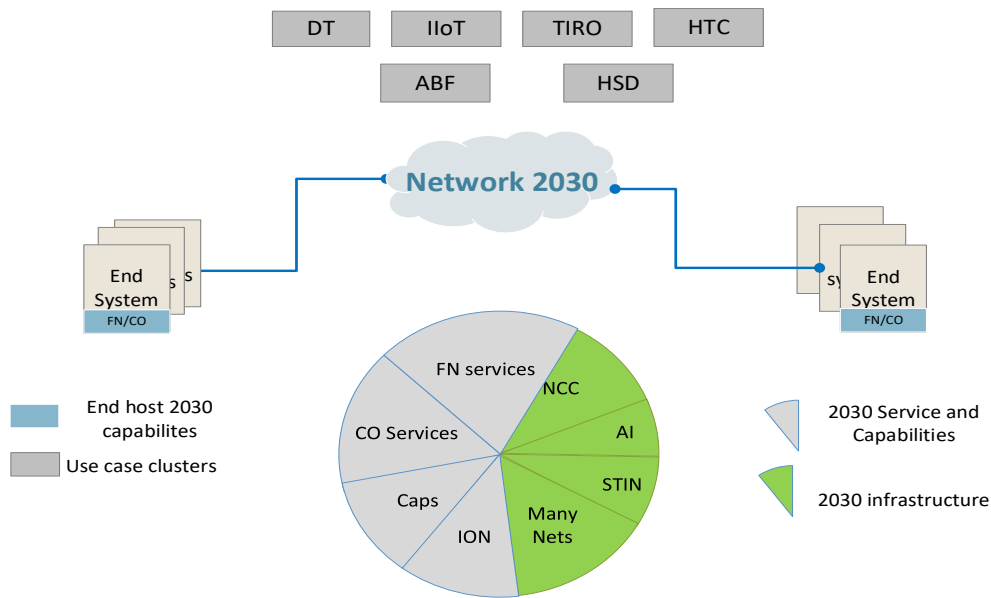 DT
IIoT
TIRO
HTC
ABF
HSD
Network 2030
End
System
s
s
FN/CO
sy
End
System
FN/CO
FN services
NCC
CO Services
AI
Caps
STIN
ION
Many
Nets
End host 2030
capabilites
Use case clusters
2030 Service and
Capabilities
2030 infrastructure